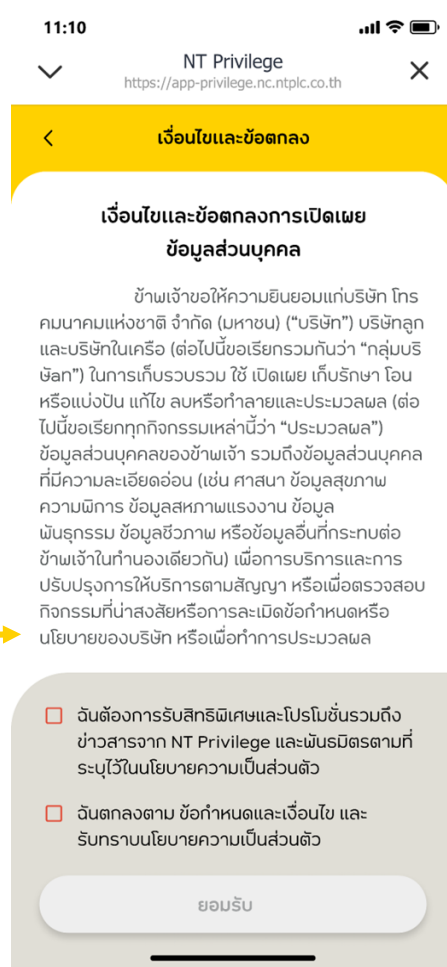 11:10
NT Privilege
https://app-privilege.nc.ntplc.co.th
เงื่อนไขและข้อตกลง
เงื่อนไขและข้อตกลงการเปิดเผย
ข้อมูลส่วนบุคคล
ข้าพเจ้าขอให้ความยินยอมแก่บริษัท โทร
คมนาคมแห่งชาติ จำกัด (มหาชน) (“บริษัท”) บริษัทลูก
และบริษัทในเครือ (ต่อไปนี้ขอเรียกรวมกันว่า “กลุ่มบริ
ษัan”) ในการเก็บรวบรวม ใช้ เปิดเผย เก็บรักษา โอน
หรือแบ่งปัน แก้ไข ลบหรือทำลายและประมวลผล (ต่อ
ไปนี้ขอเรียกทุกกิจกรรมเหล่านี้ว่า “ประมวลผล”)
ข้อมูลส่วนบุคคลของข้าพเจ้า รวมถึงข้อมูลส่วนบุคคล
ที่มีความละเอียดอ่อน (เช่น ศาสนา ข้อมูลสุขภาพ
ความพิการ ข้อมูลสหภาพแรงงาน ข้อมูล
พันธุกรรม ข้อมูลชีวภาพ หรือข้อมูลอื่นที่กระทบต่อ
ข้าพเจ้าในทำนองเดียวกัน) เพื่อการบริการและการ
ปรับปรุงการให้บริการตามสัญญา หรือเพื่อตรวจสอบ
กิจกรรมที่น่าสงสัยหรือการละเมิดข้อกำหนดหรือ
นโยบายของบริษัท หรือเพื่อทำการประมวลผล
ฉันต้องการรับสิทธิพิเศษและโปรโมชั่นรวมถึง
ข่าวสารจาก NT Privilege และพันธมิตรตามที่
ระบุไว้ในนโยบายความเป็นส่วนตัว
ฉันตกลงตาม ข้อกำหนดและเงื่อนไข และ
รับทราบนโยบายความเป็นส่วนตัว
ยอมรับ